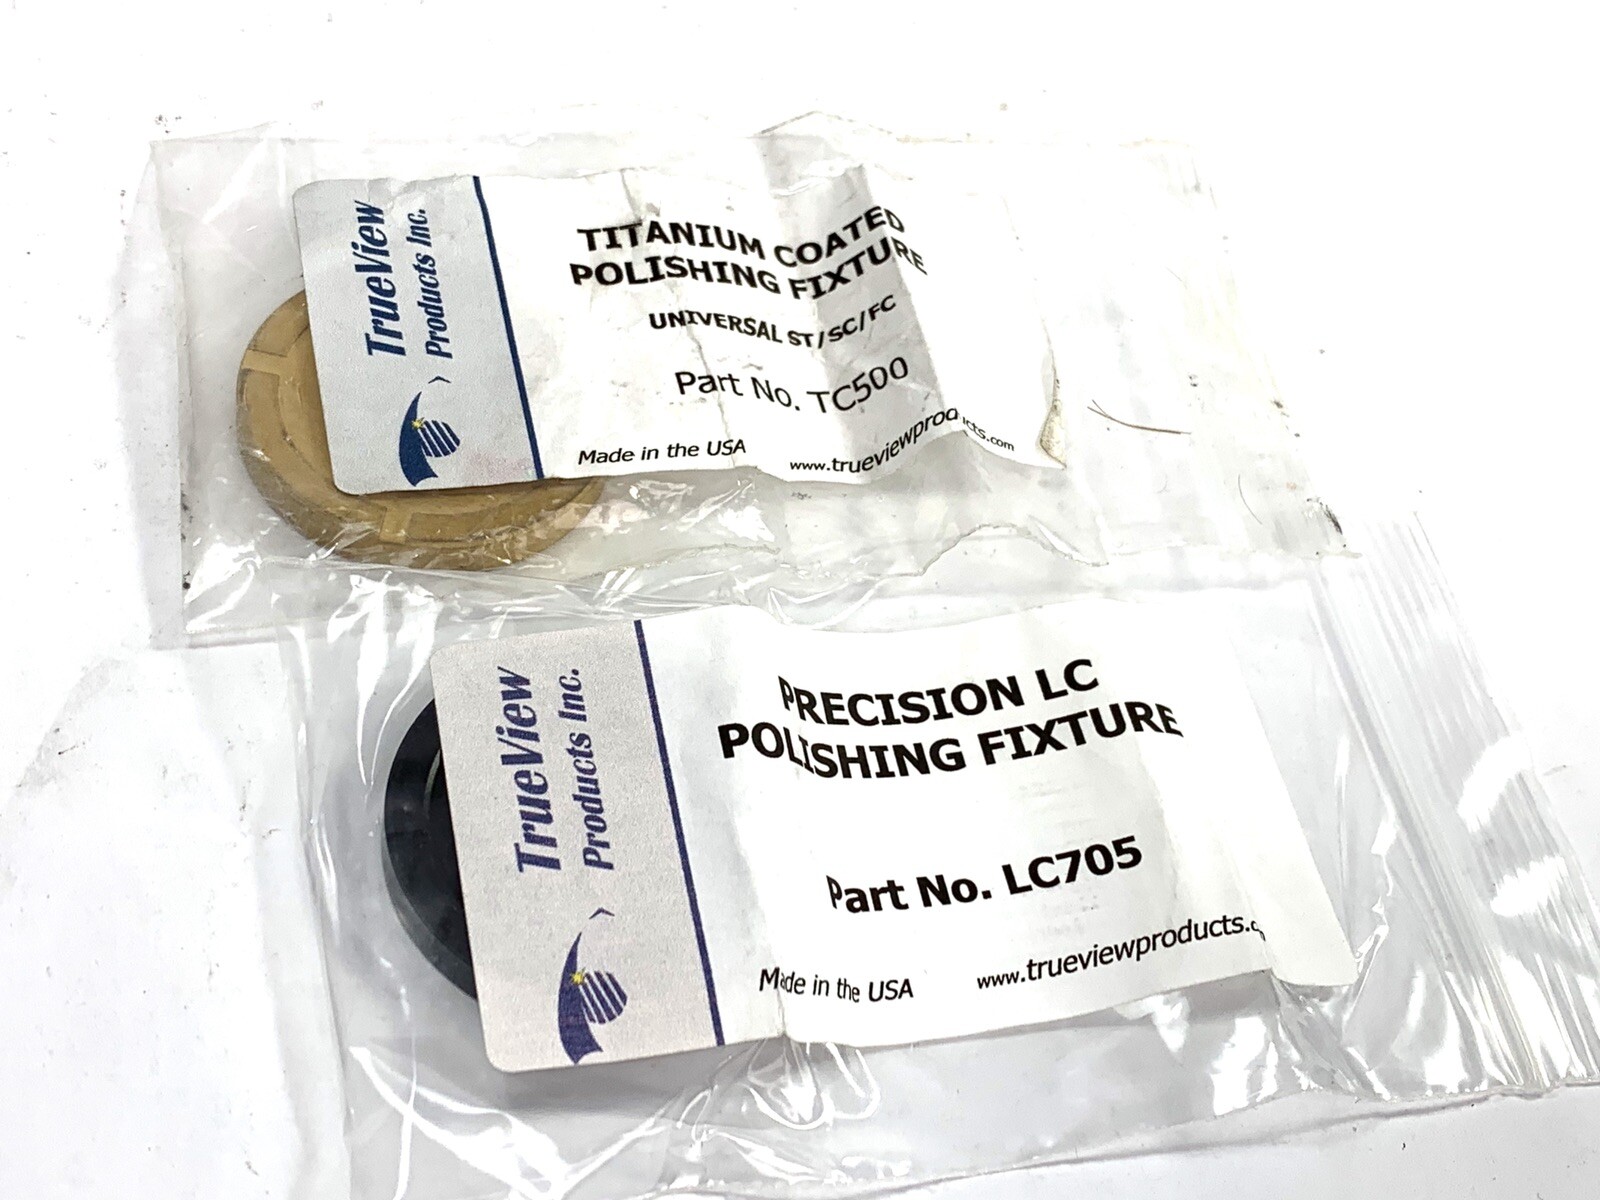 TrueView
Products Inc.
TITANIUM COATED
POLISHING FIXTURE
UNIVERSAL ST/SC/FC
Part No. TC500
Made in the USA
www.trueviewproducts.com
TrueView
Products Inc.
PRECISION LC
POLISHING FIXTURE
Part No. LC705
Made in the USA
www.trueviewproducts.c